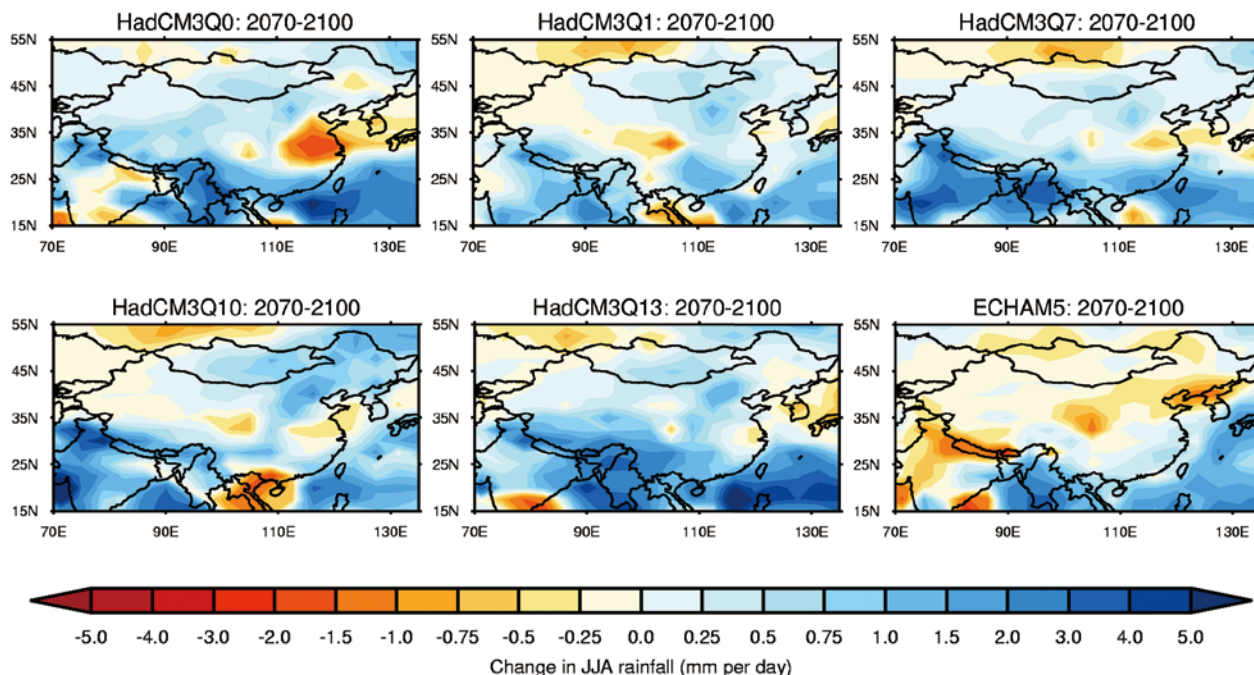 HadCM3Q0: 2070-2100 HadCM3Q1: 2070-2100 HadCM3Q7: 2070-2100
55N 55N 55N
45N 45N 45N
35N 35N 35N
25N 25N 25N
15N 15N 15N
70E 90E 110E 130E 70E 90E 110E 130E 70E 90E 110E 130E
HadCM3Q10: 2070-2100 HadCM3Q13: 2070-2100 ECHAM5: 2070-2100
55N 55N 55N
45N 45N 45N
35N 35N 35N
25N 25N 25N
15N 15N 15N
70E 90E 110E 130E 70E 90E 110E 130E 70E 90E 110E 130E
-5.0 -4.0 -3.0 -2.0 -1.5 -1.0 -0.75 -0.5 -0.25 0.0 0.25 0.5 0.75 1.0 1.5 2.0 3.0 4.0 5.0
Change in JJA rainfall (mm per day)